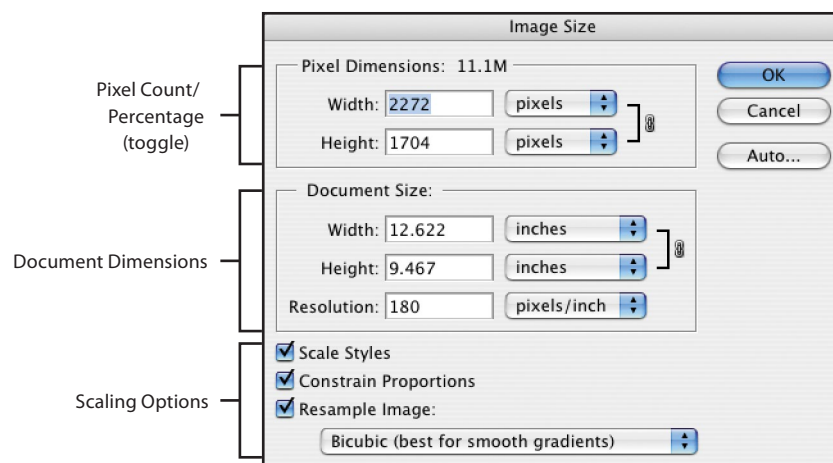 Image Size
Pixel Count/
Percentage
(toggle)
Pixel Dimensions: 11.1M
Width: 2272 pixels
Height: 1704 pixels
OK
Cancel
Auto...
Document Dimensions
Document Size:
Width: 12.622 inches
Height: 9.467 inches
Resolution: 180 pixels/inch
Scaling Options
Scale Styles
Constrain Proportions
Resample Image:
Bicubic (best for smooth gradients)